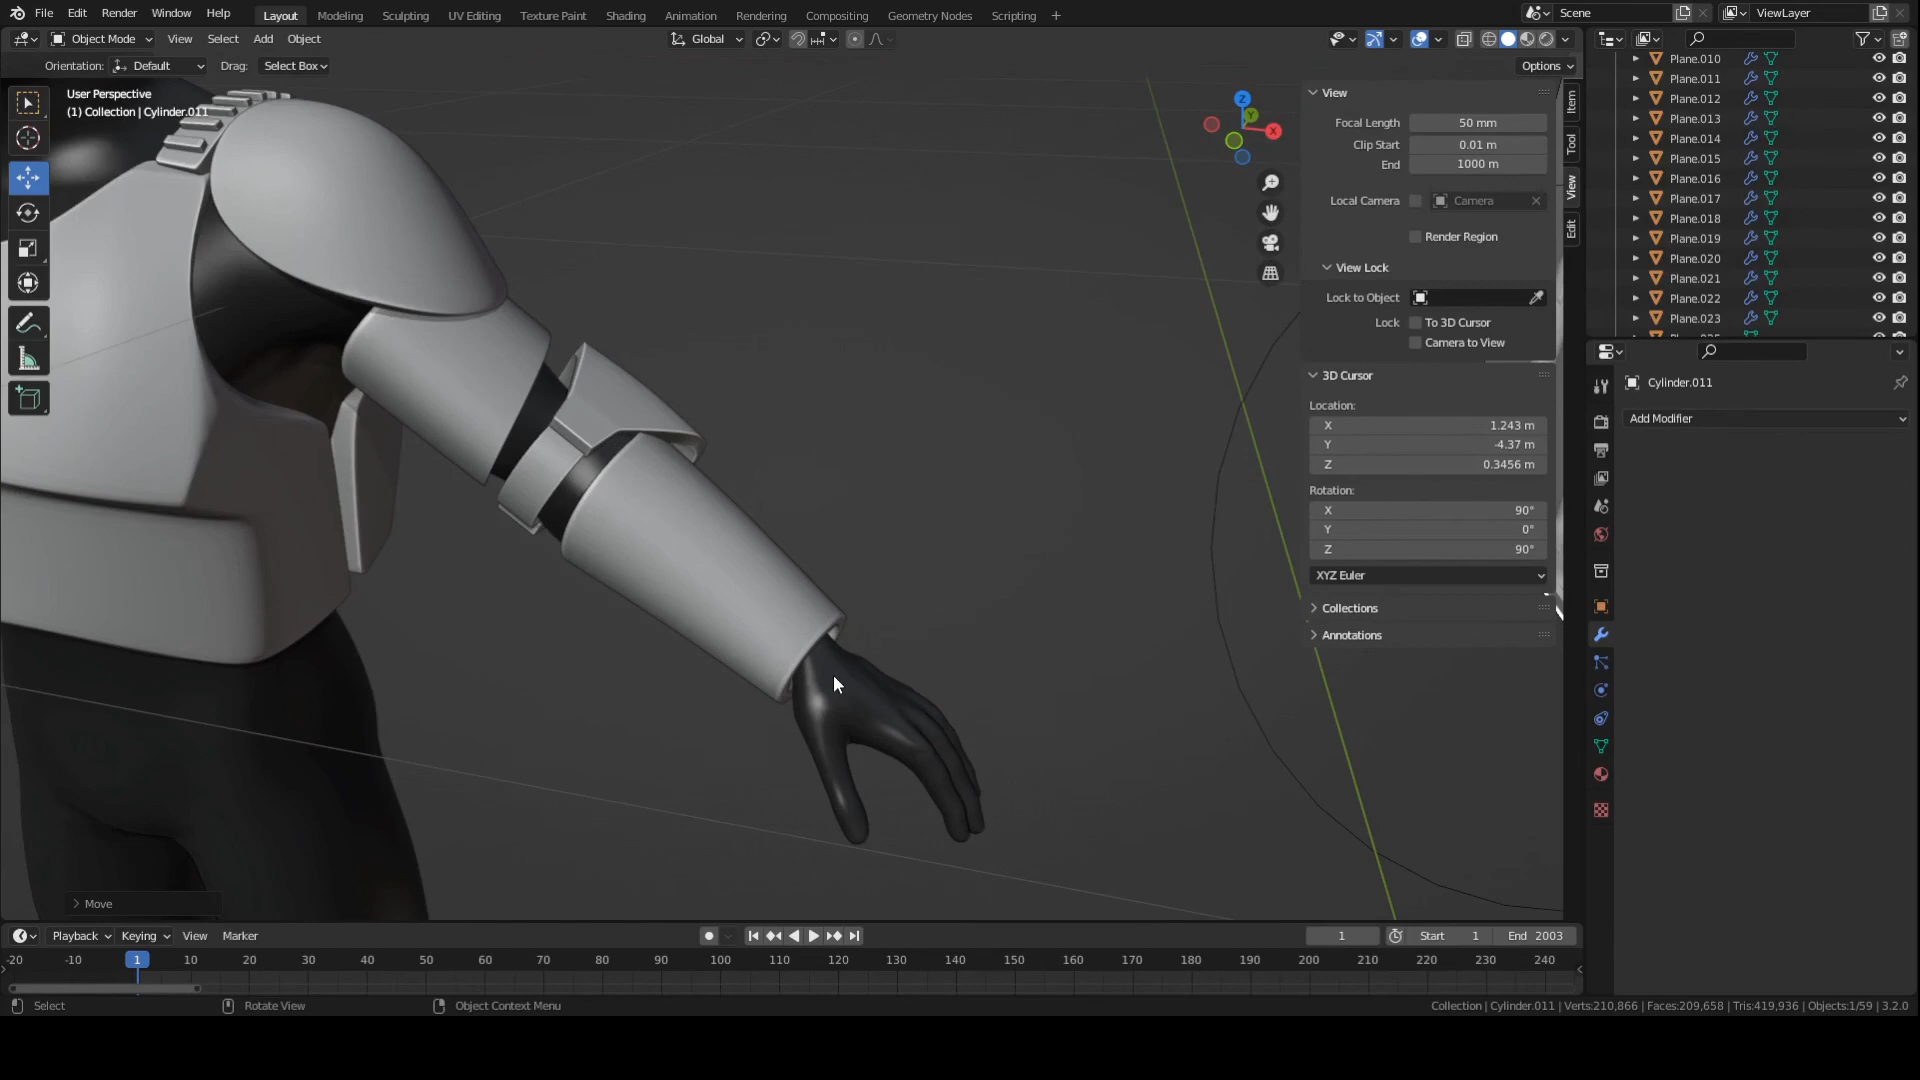 File Edit Render Window Help Layout Modeling Sculpting UV Editing Texture Paint Shading Animation Rendering Compositing Geometry Nodes Scripting + Scene ViewLayer
Object Mode View Select Add Object Global
Orientation: Default Drag: Select Box Options
User Perspective
(1) Collection | Cylinder.011
Z
Y
X
View
Focal Length 50 mm
Clip Start 0.01 m
End 1000 m
Local Camera Camera
Render Region
View Lock
Lock to Object
Lock To 3D Cursor
Camera to View
3D Cursor
Location:
X 1.243 m
Y -4.37 m
Z 0.3456 m
Rotation:
X 90°
Y 0°
Z 90°
XYZ Euler
Collections
Annotations
Item
Tool
View
Edit
Plane.010
Plane.011
Plane.012
Plane.013
Plane.014
Plane.015
Plane.016
Plane.017
Plane.018
Plane.019
Plane.020
Plane.021
Plane.022
Plane.023
Cylinder.011
Add Modifier
Move
Playback Keying View Marker 1 Start 1 End 2003
-20 -10 1 10 20 30 40 50 60 70 80 90 100 110 120 130 140 150 160 170 180 190 200 210 220 230 240
Select Rotate View Object Context Menu Collection | Cylinder.011 | Verts:210,866 | Faces:209,658 | Tris:419,936 | Objects:1/59 | 3.2.0